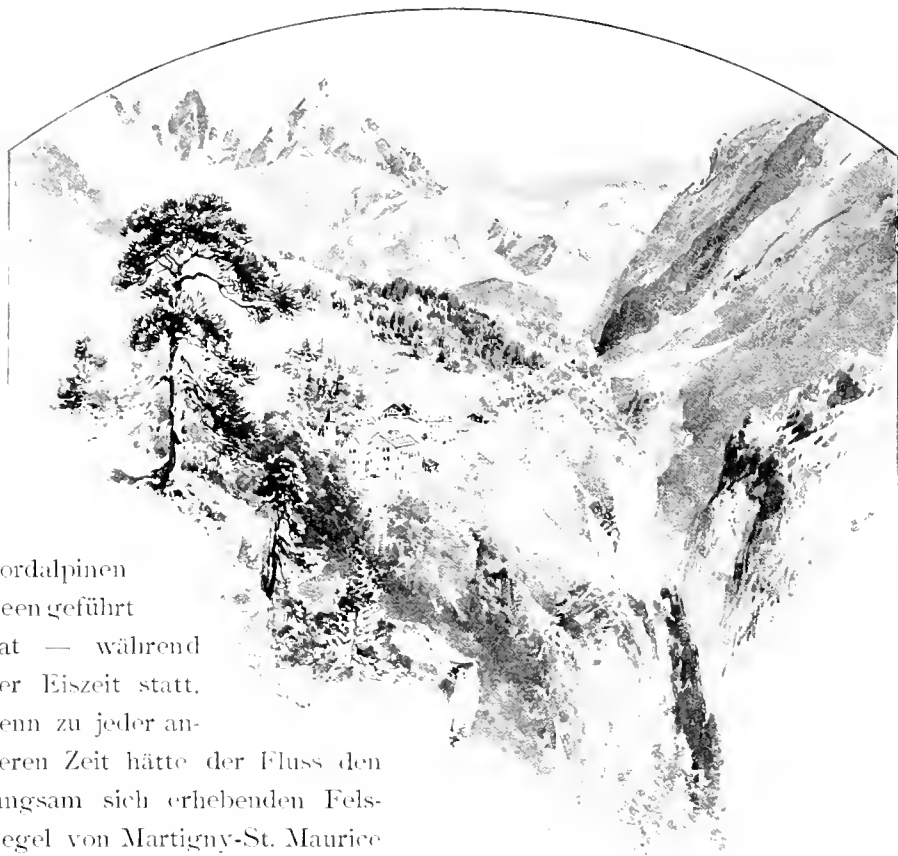 ordalpinen
een geführt
at — während
er Eiszeit statt,
enn zu jeder an-
eren Zeit hätte der Fluss den
ngsam sich erhebenden Fels-
egel von Martigny-St. Maurice